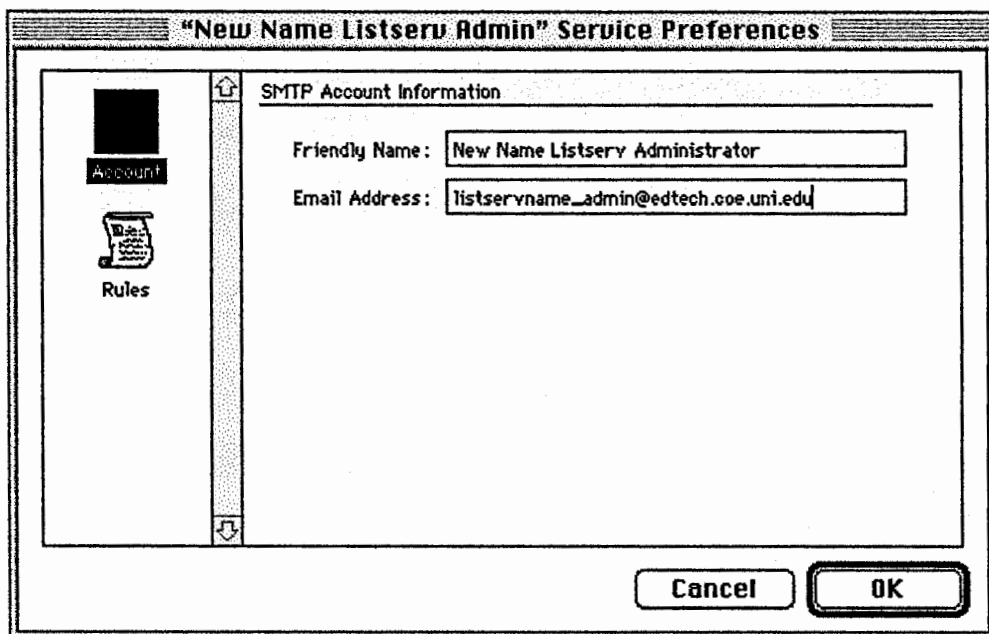 "New Name Listserv Admin" Service Preferences
SMTP Account Information
Friendly Name: New Name Listserv Administrator
Account
Email Address: listservname_admin@edtech.coe.uni.edu
Rules
Cancel
OK